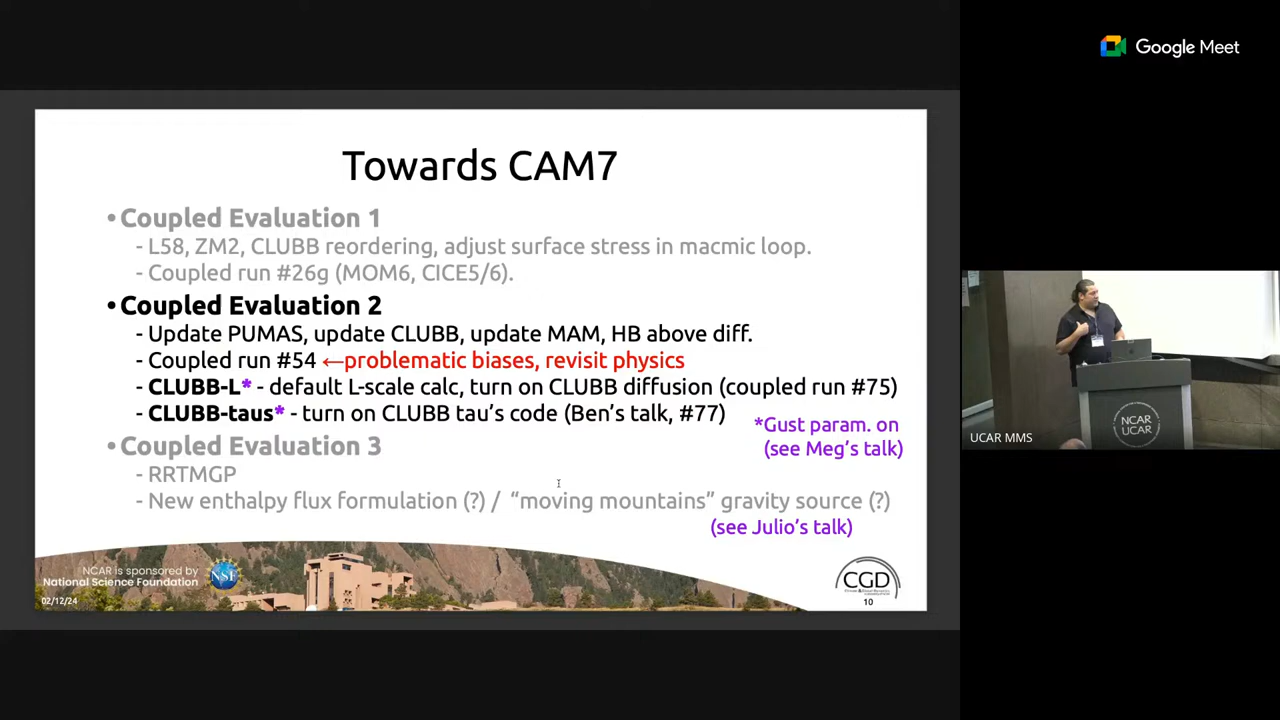 Google Meet
Towards CAM7
•Coupled Evaluation 1
- L58, ZM2, CLUBB reordering, adjust surface stress in macmic loop.
- Coupled run #26g (MOM6, CICE5/6).
•Coupled Evaluation 2
- Update PUMAS, update CLUBB, update MAM, HB above diff.
- Coupled run #54 ←problematic biases, revisit physics
- CLUBB-L* - default L-scale calc, turn on CLUBB diffusion (coupled run #75)
- CLUBB-taus* - turn on CLUBB tau's code (Ben's talk, #77)
*Gust param. on
(see Meg's talk)
•Coupled Evaluation 3
- RRTMGP
- New enthalpy flux formulation (?) / “moving mountains” gravity source (?)
(see Julio's talk)
NCAR is sponsored by
National Science Foundation
NSF
02/12/24
CGD
10
NCAR
UCAR
UCAR MMS